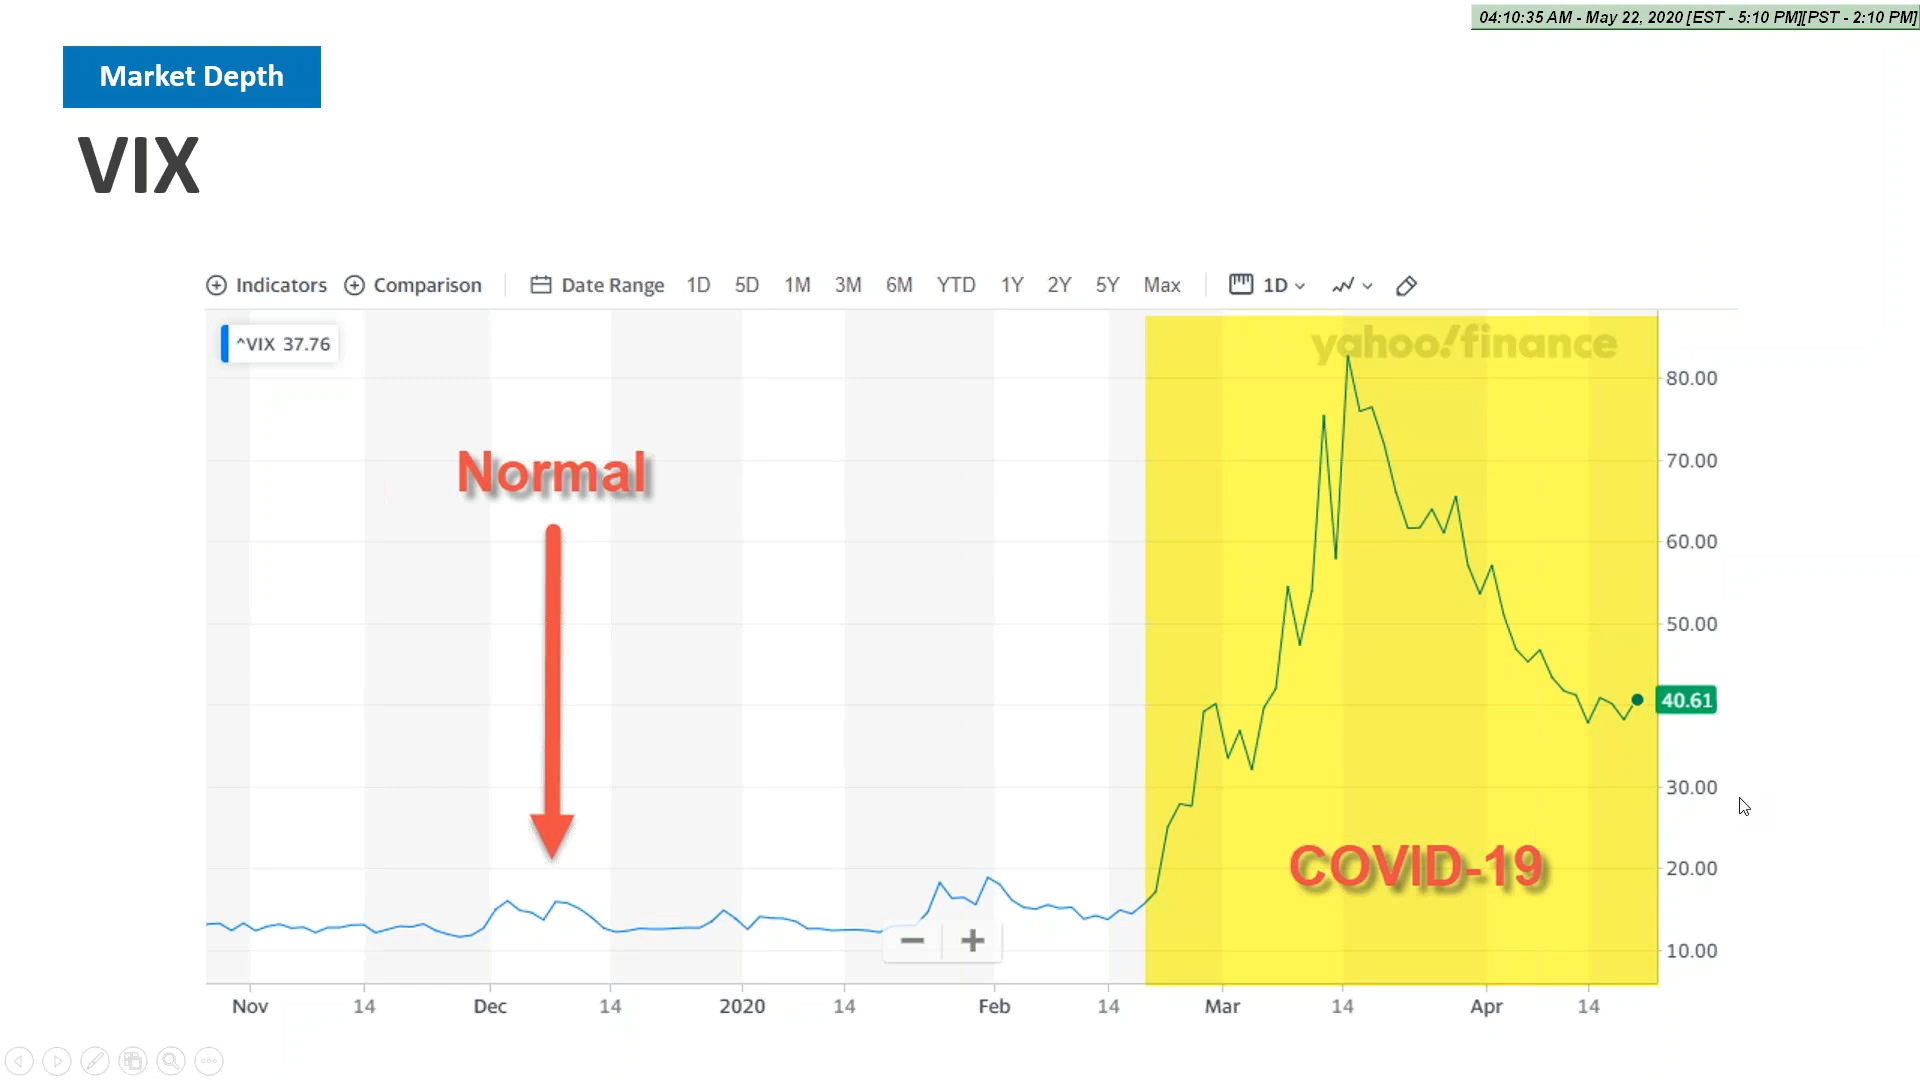 04:10:35 AM - May 22, 2020 [EST - 5:10 PM][PST - 2:10 PM]
Market Depth
VIX
Indicators Comparison Date Range 1D 5D 1M 3M 6M YTD 1Y 2Y 5Y Max 1D
^VIX 37.76
yahoo!finance
80.00
Normal
70.00
60.00
50.00
40.61
30.00
COVID-19
20.00
10.00
Nov 14 Dec 14 2020 14 Feb 14 Mar 14 Apr 14